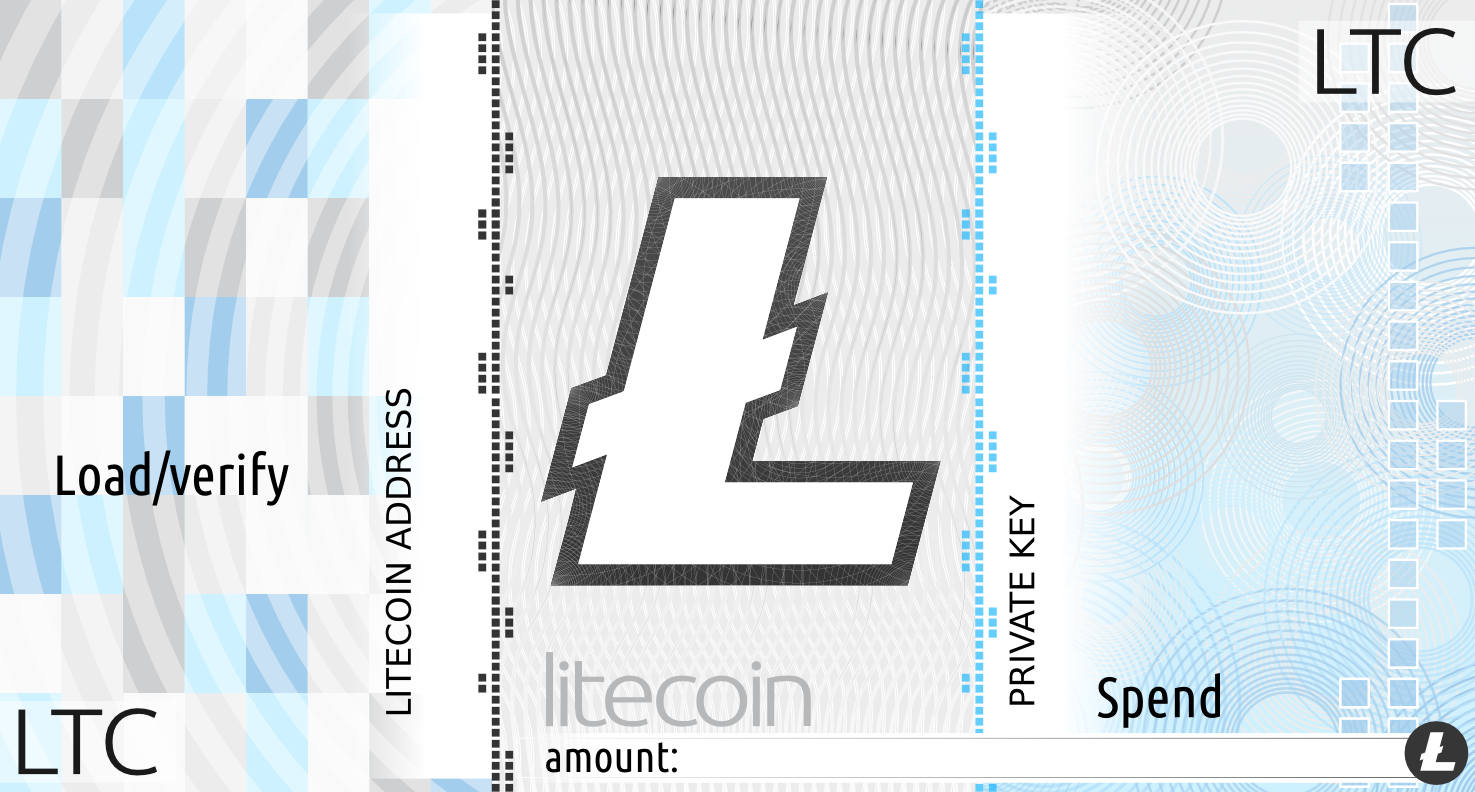 LTC
Load/verify
LITECOIN ADDRESS
LTC
litecoin
amount:
PRIVATE KEY
Spend